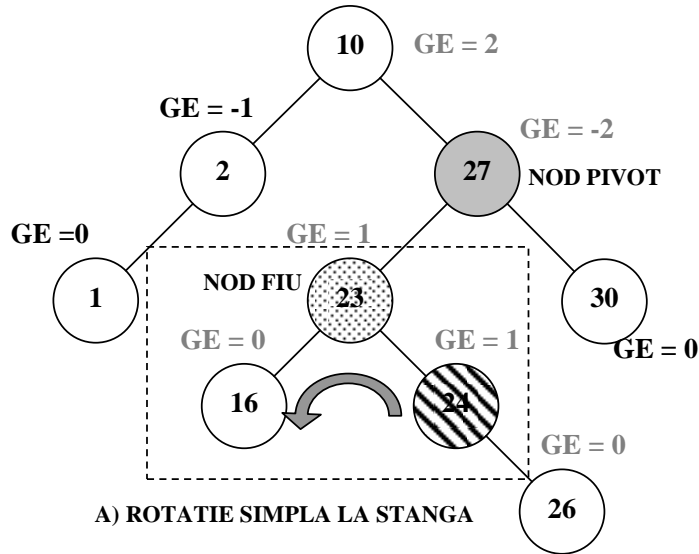 10
GE = 2
GE = -1
GE = -2
2
27
NOD PIVOT
GE =0
GE = 1
1
NOD FIU
23
30
GE = 0
GE = 1
GE = 0
16
24
GE = 0
26
A) ROTATIE SIMPLA LA STANGA